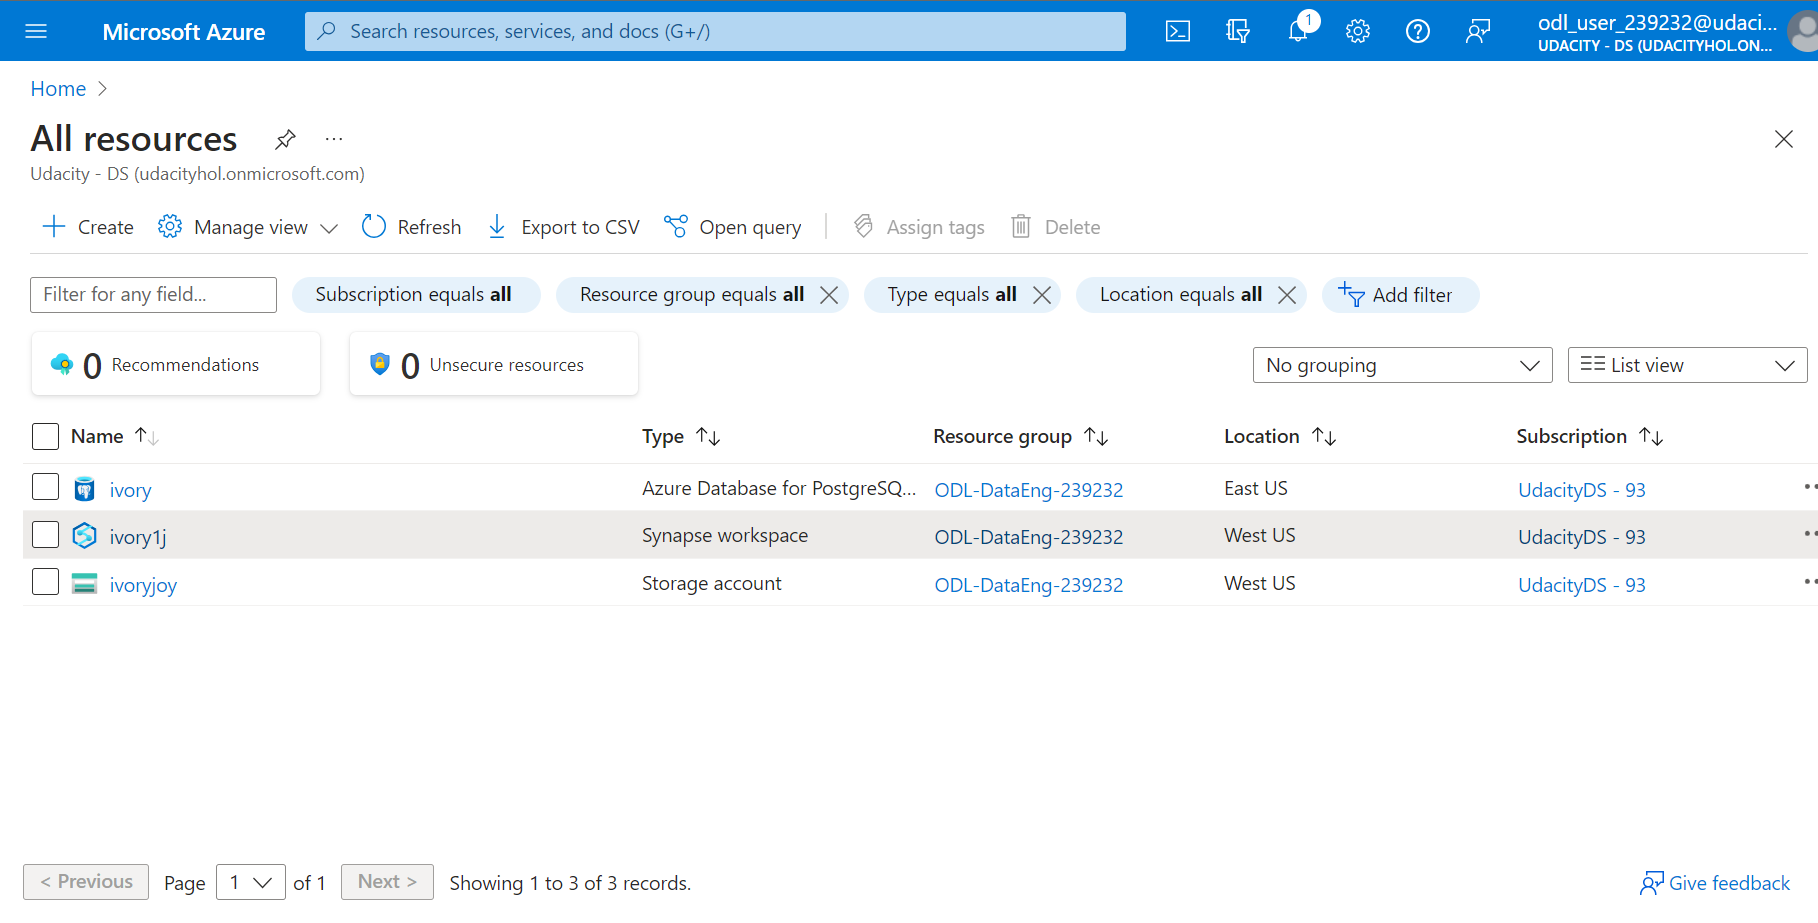 Microsoft Azure
Search resources, services, and docs (G+/)
1
odl_user_239232@udaci...
UDACITY - DS (UDACITYHOL.ON...
Home
All resources
Udacity - DS (udacityhol.onmicrosoft.com)
Create
Manage view
Refresh
Export to CSV
Open query
Assign tags
Delete
Filter for any field...
Subscription equals all
Resource group equals all
Type equals all
Location equals all
Add filter
0 Recommendations
0 Unsecure resources
No grouping
List view
Name Type Resource group Location Subscription
ivory Azure Database for PostgreSQ... ODL-DataEng-239232 East US UdacityDS - 93
ivory1j Synapse workspace ODL-DataEng-239232 West US UdacityDS - 93
ivoryjoy Storage account ODL-DataEng-239232 West US UdacityDS - 93
< Previous Page 1 of 1 Next > Showing 1 to 3 of 3 records.
Give feedback